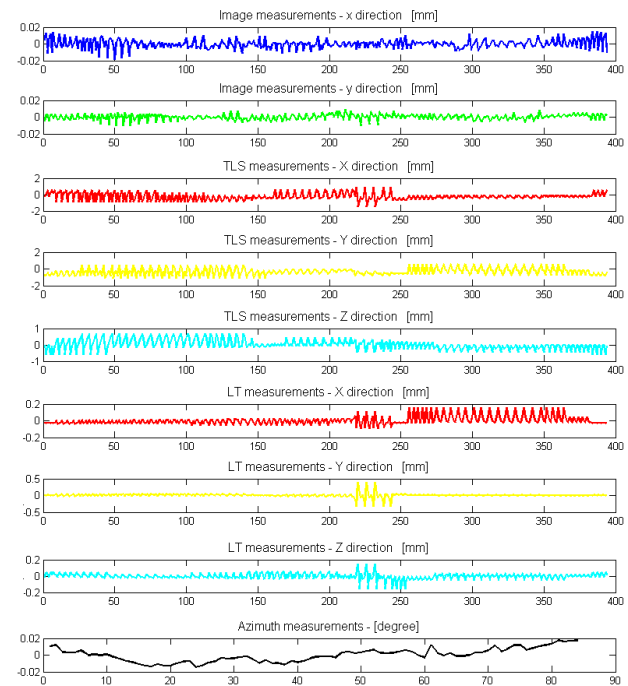 Image measurements - x direction [mm]
0.02
0
-0.02
0 50 100 150 200 250 300 350 400
Image measurements - y direction [mm]
0.02
0
-0.02
0 50 100 150 200 250 300 350 400
TLS measurements - X direction [mm]
2
0
-2
0 50 100 150 200 250 300 350 400
TLS measurements - Y direction [mm]
2
0
-2
0 50 100 150 200 250 300 350 400
TLS measurements - Z direction [mm]
1
0
-1
0 50 100 150 200 250 300 350 400
LT measurements - X direction [mm]
0.2
0
-0.2
0 50 100 150 200 250 300 350 400
LT measurements - Y direction [mm]
0.5
0
-0.5
0 50 100 150 200 250 300 350 400
LT measurements - Z direction [mm]
0.2
0
-0.2
0 50 100 150 200 250 300 350 400
Azimuth measurements - [degree]
0.02
0
-0.02
0 10 20 30 40 50 60 70 80 90